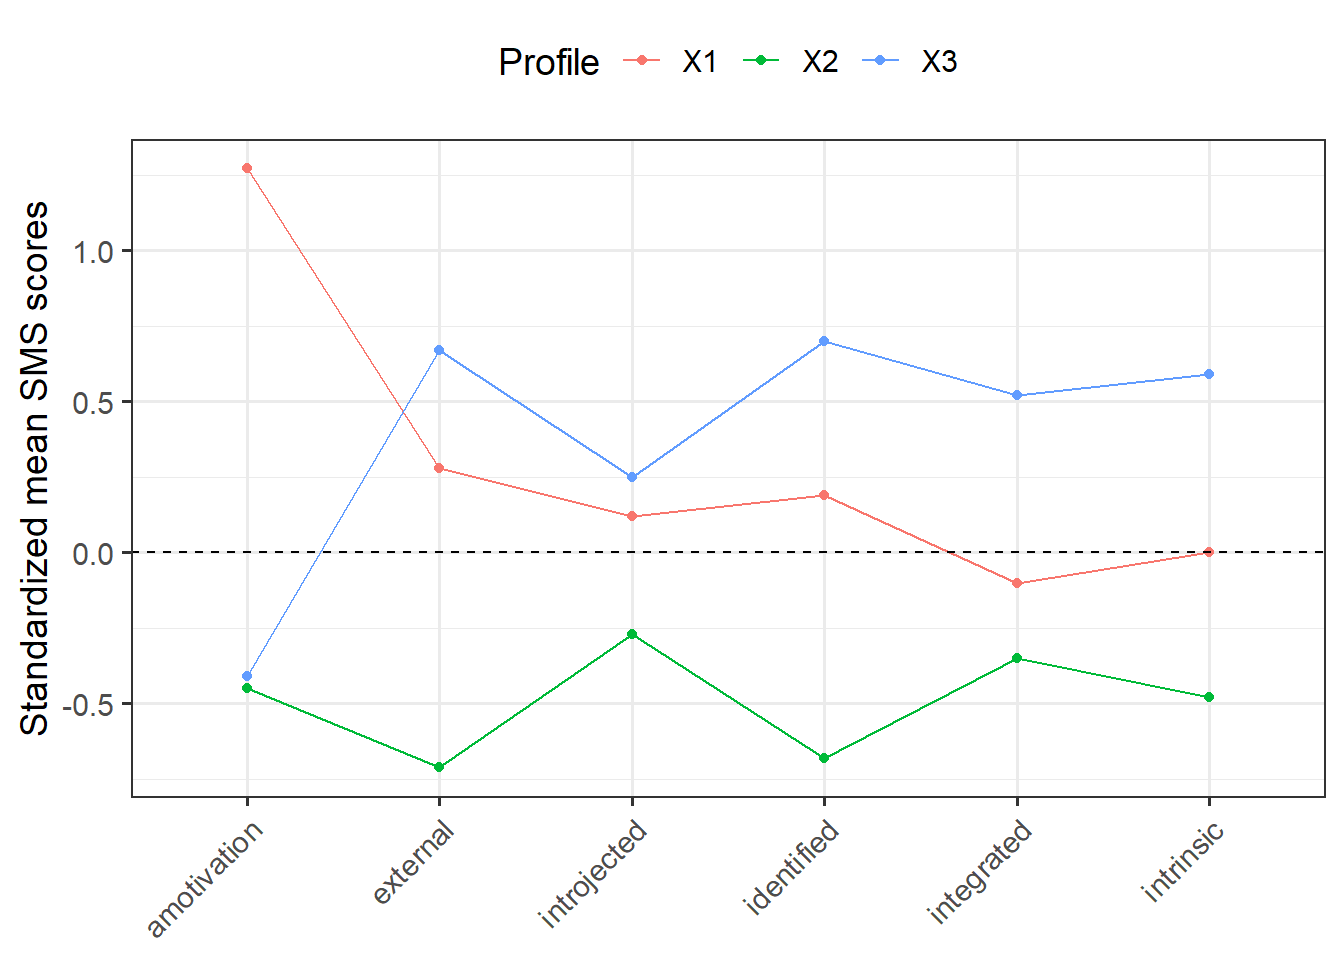 Profile X1 X2 X3
Standardized mean SMS scores
1.0
0.5
0.0
-0.5
amotivation external introjected identified integrated intrinsic